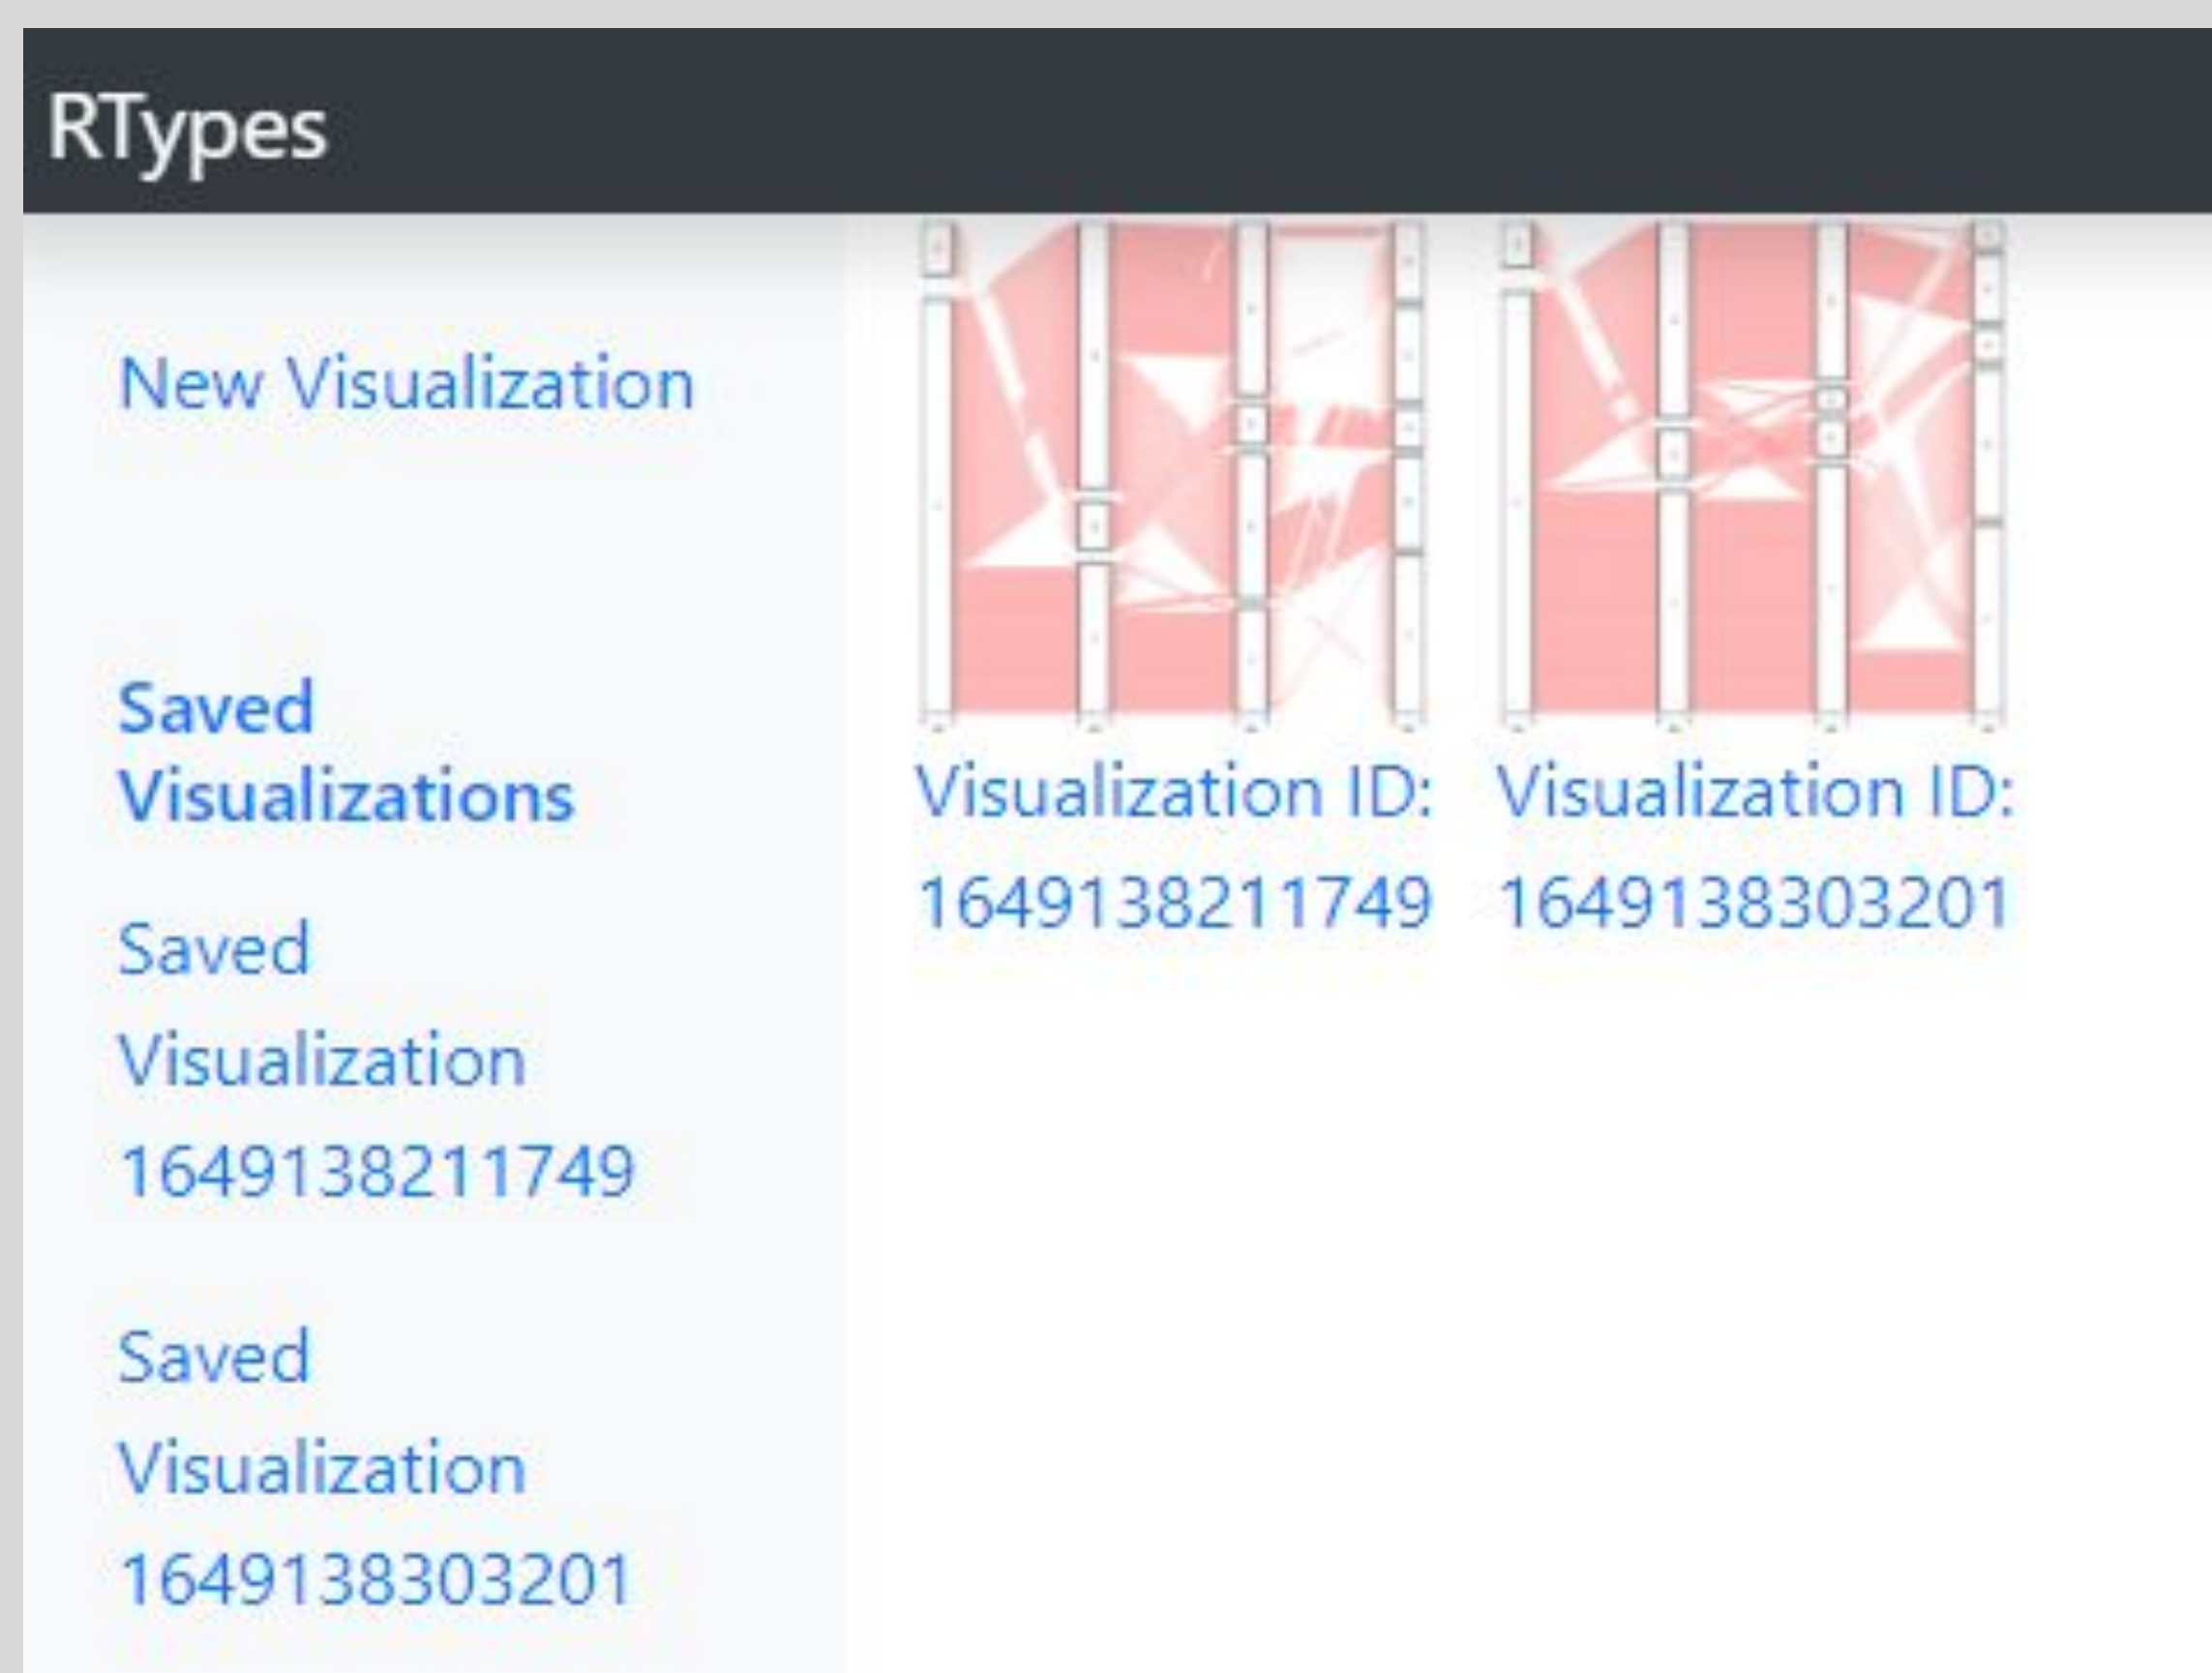 RTypes
New Visualization
Saved
Visualizations
Saved
Visualization
1649138211749
Saved
Visualization
1649138303201
Visualization ID:
1649138211749
Visualization ID:
1649138303201